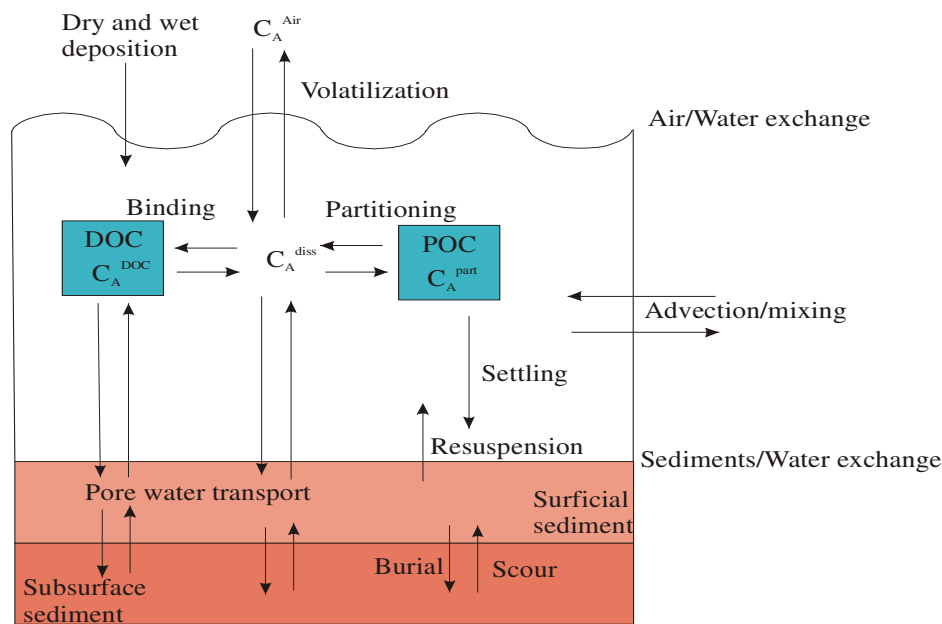 Dry and wet
deposition
C_A^Air
Volatilization
Air/Water exchange
Binding
Partitioning
DOC
C_A^DOC
C_A^diss
POC
C_A^part
Advection/mixing
Settling
Resuspension
Sediments/Water exchange
Pore water transport
Surficial
sediment
Burial
Scour
Subsurface
sediment